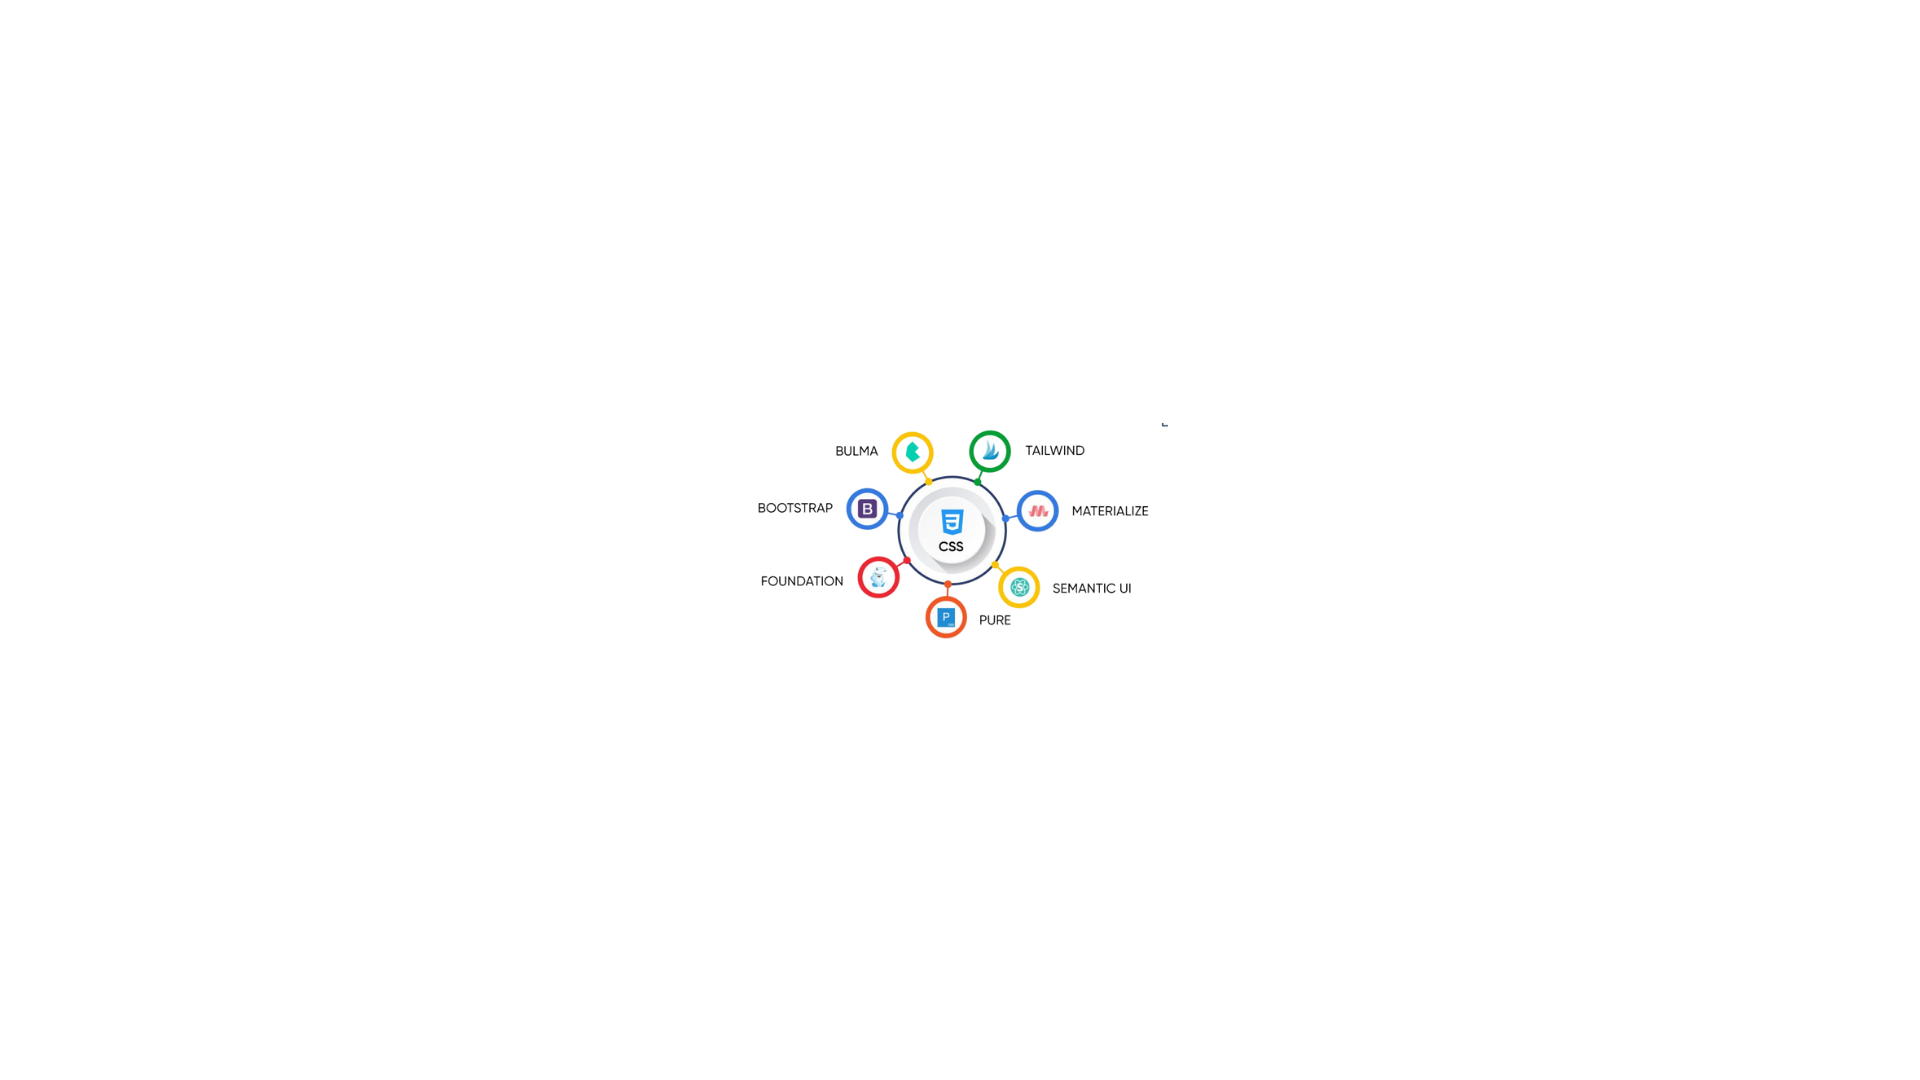 BULMA
TAILWIND
BOOTSTRAP
B
MATERIALIZE
CSS
FOUNDATION
S
SEMANTIC UI
P
PURE